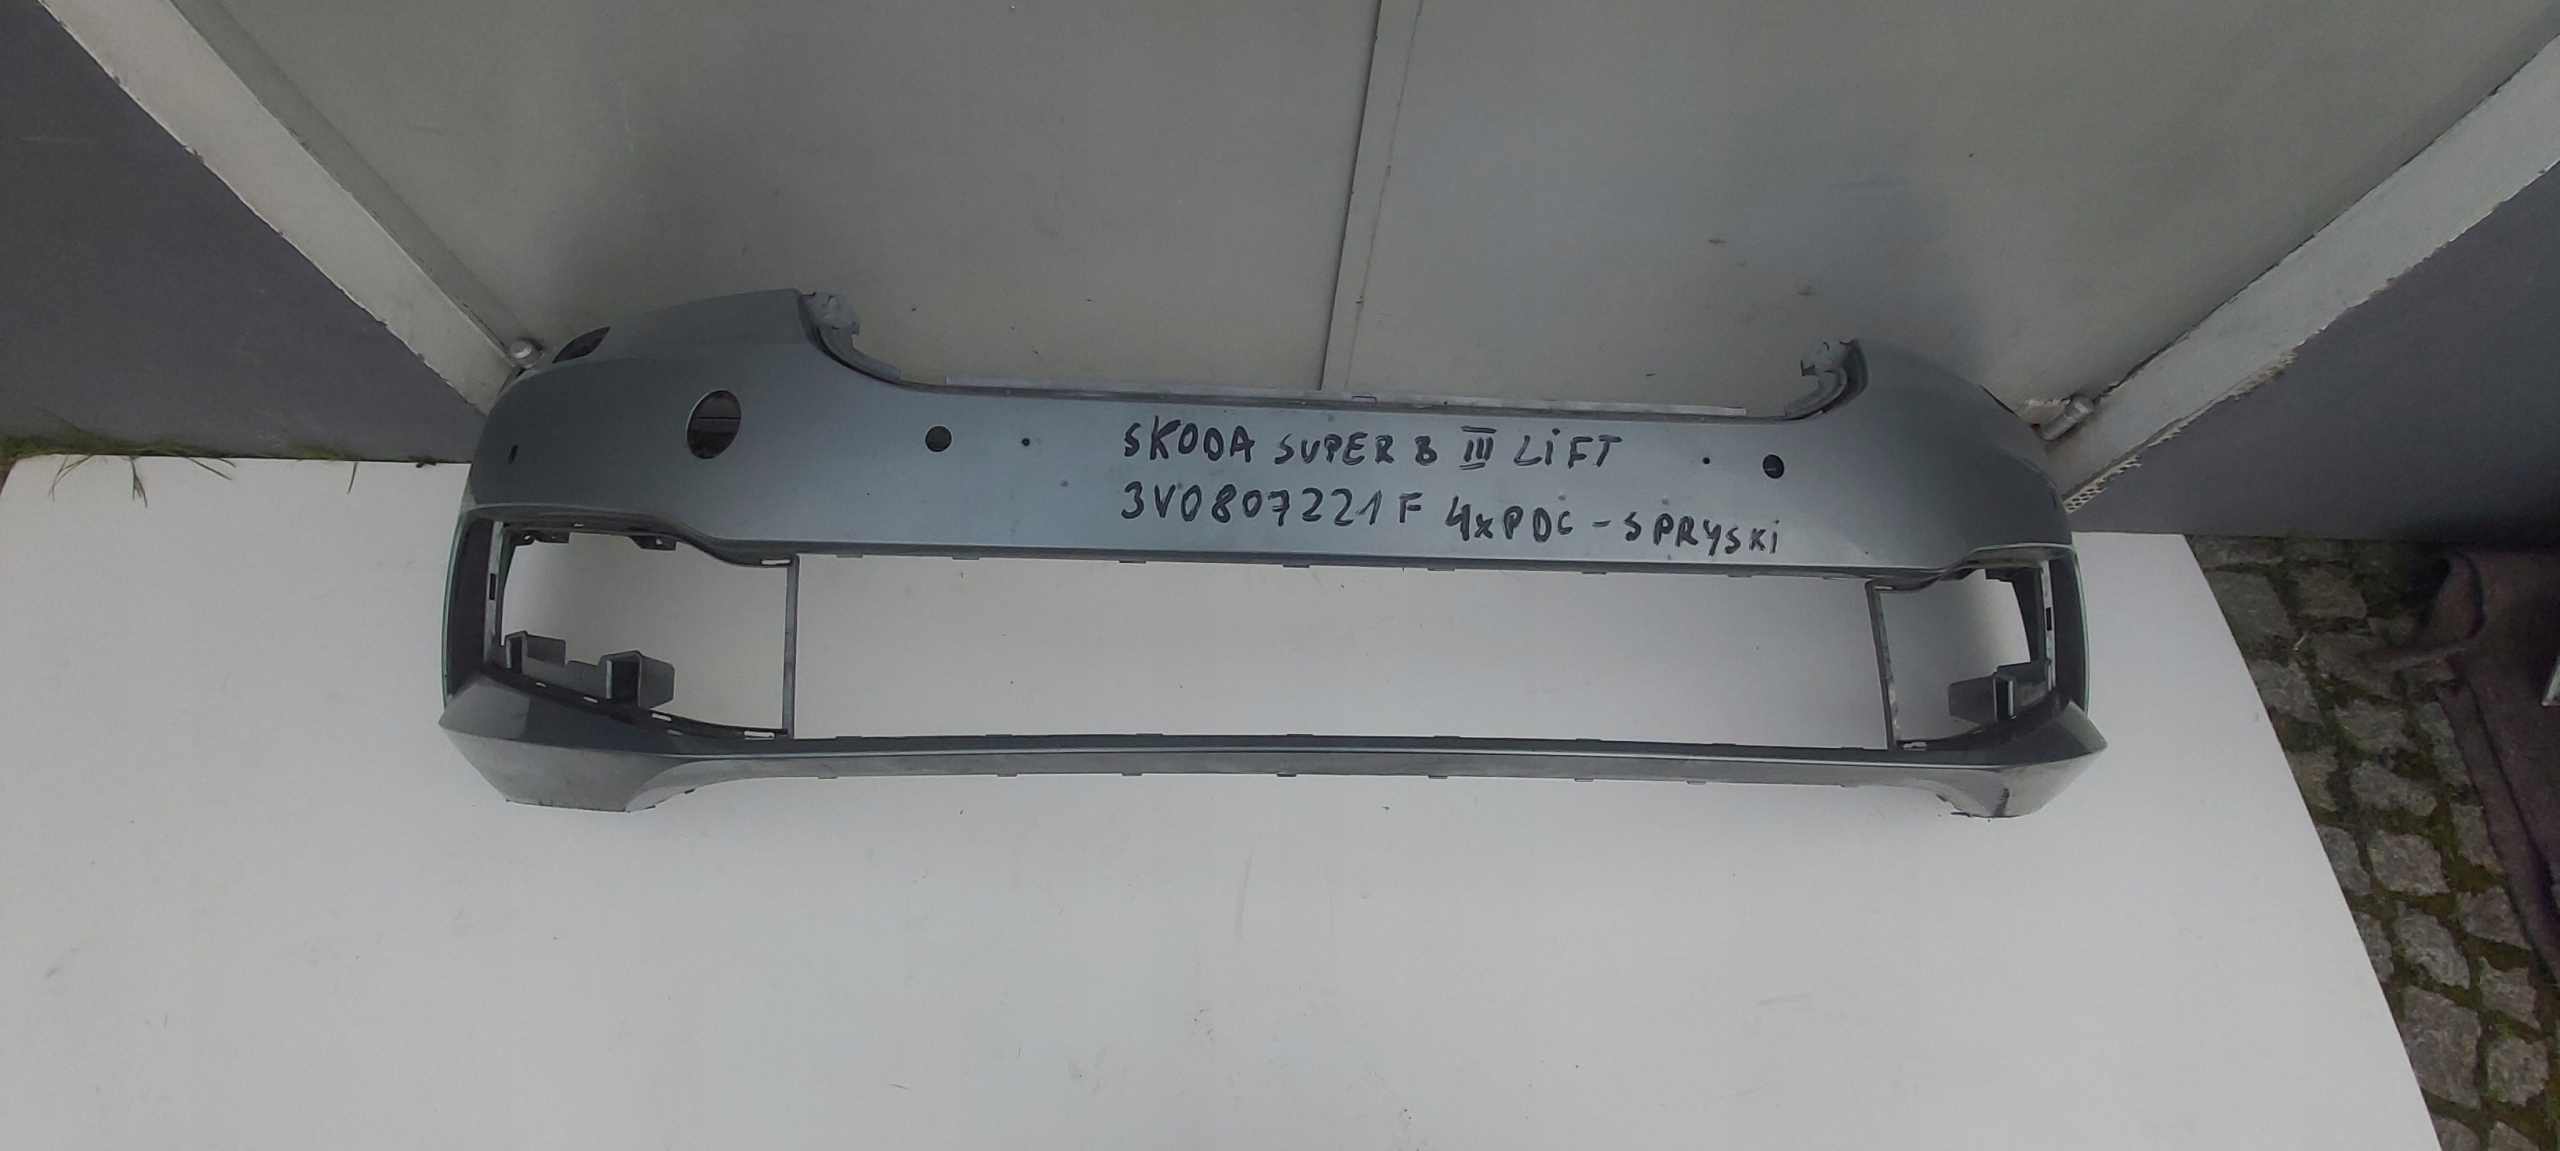 SKODA SUPER B III LiFT
3V0807221F 4xPDC - SPRYSKi